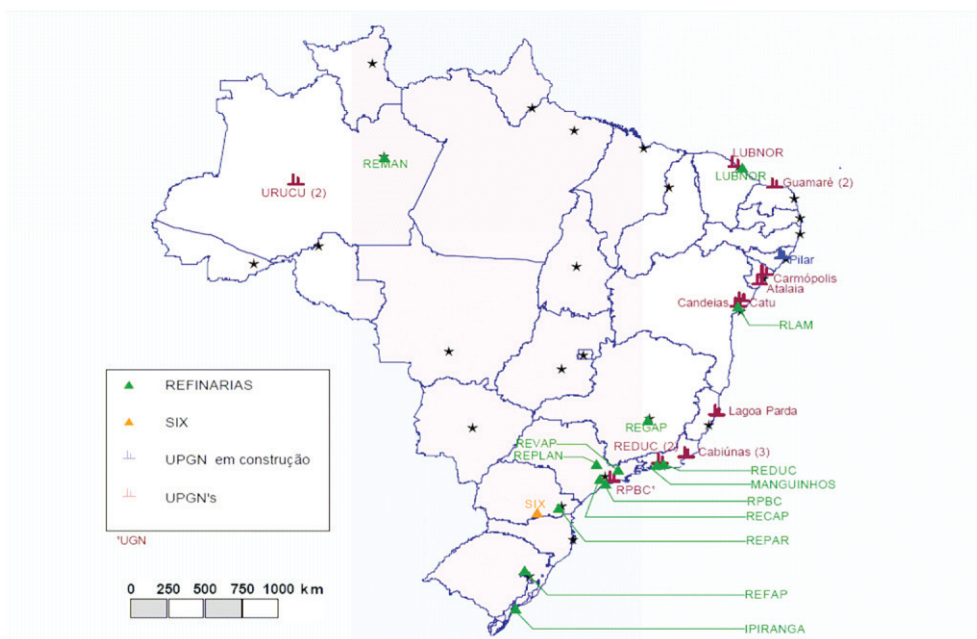 LUBNOR
REMAN
LUBNOR
Guamaré (2)
URUCU (2)
Pilar
Carmópolis
Atalaia
Candeias
Catu
RLAM
REFINARIAS
SIX
UPGN em construção
UPGN's
*UGN
Lagoa Parda
REGAP
REVAP
REDUC (2)
Cabiúnas (3)
REPLAN
REDUC
MANGUINHOS
RPBC*
RPBC
SIX
RECAP
REPAR
REFAP
IPIRANGA
0 250 500 750 1000 km